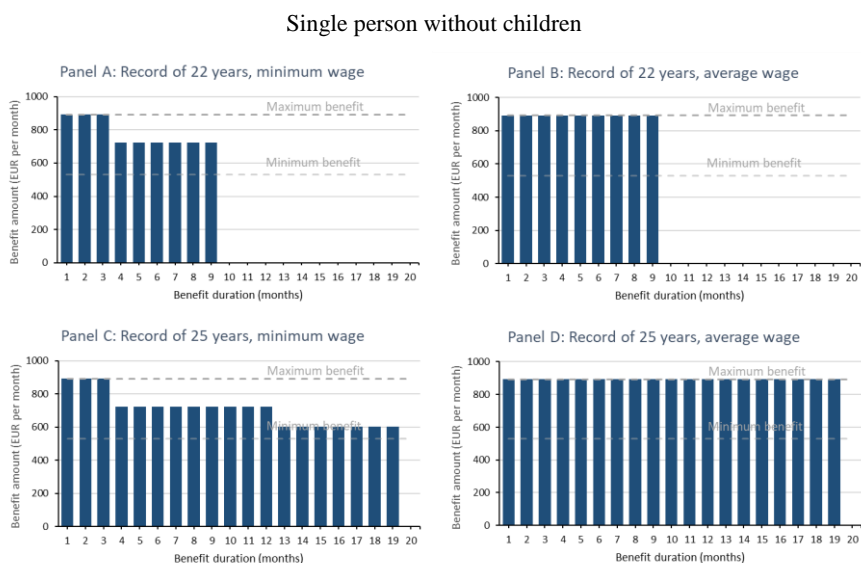 Single person without children
Panel A: Record of 22 years, minimum wage
Benefit amount (EUR per month)
1000
800
600
400
200
0
Maximum benefit
Minimum benefit
1 2 3 4 5 6 7 8 9 10 11 12 13 14 15 16 17 18 19 20
Benefit duration (months)
Panel B: Record of 22 years, average wage
Benefit amount (EUR per month)
1000
800
600
400
200
0
Maximum benefit
Minimum benefit
1 2 3 4 5 6 7 8 9 10 11 12 13 14 15 16 17 18 19 20
Benefit duration (months)
Panel C: Record of 25 years, minimum wage
Benefit amount (EUR per month)
1000
800
600
400
200
0
Maximum benefit
Minimum benefit
1 2 3 4 5 6 7 8 9 10 11 12 13 14 15 16 17 18 19 20
Benefit duration (months)
Panel D: Record of 25 years, average wage
Benefit amount (EUR per month)
1000
800
600
400
200
0
Maximum benefit
Minimum benefit
1 2 3 4 5 6 7 8 9 10 11 12 13 14 15 16 17 18 19 20
Benefit duration (months)